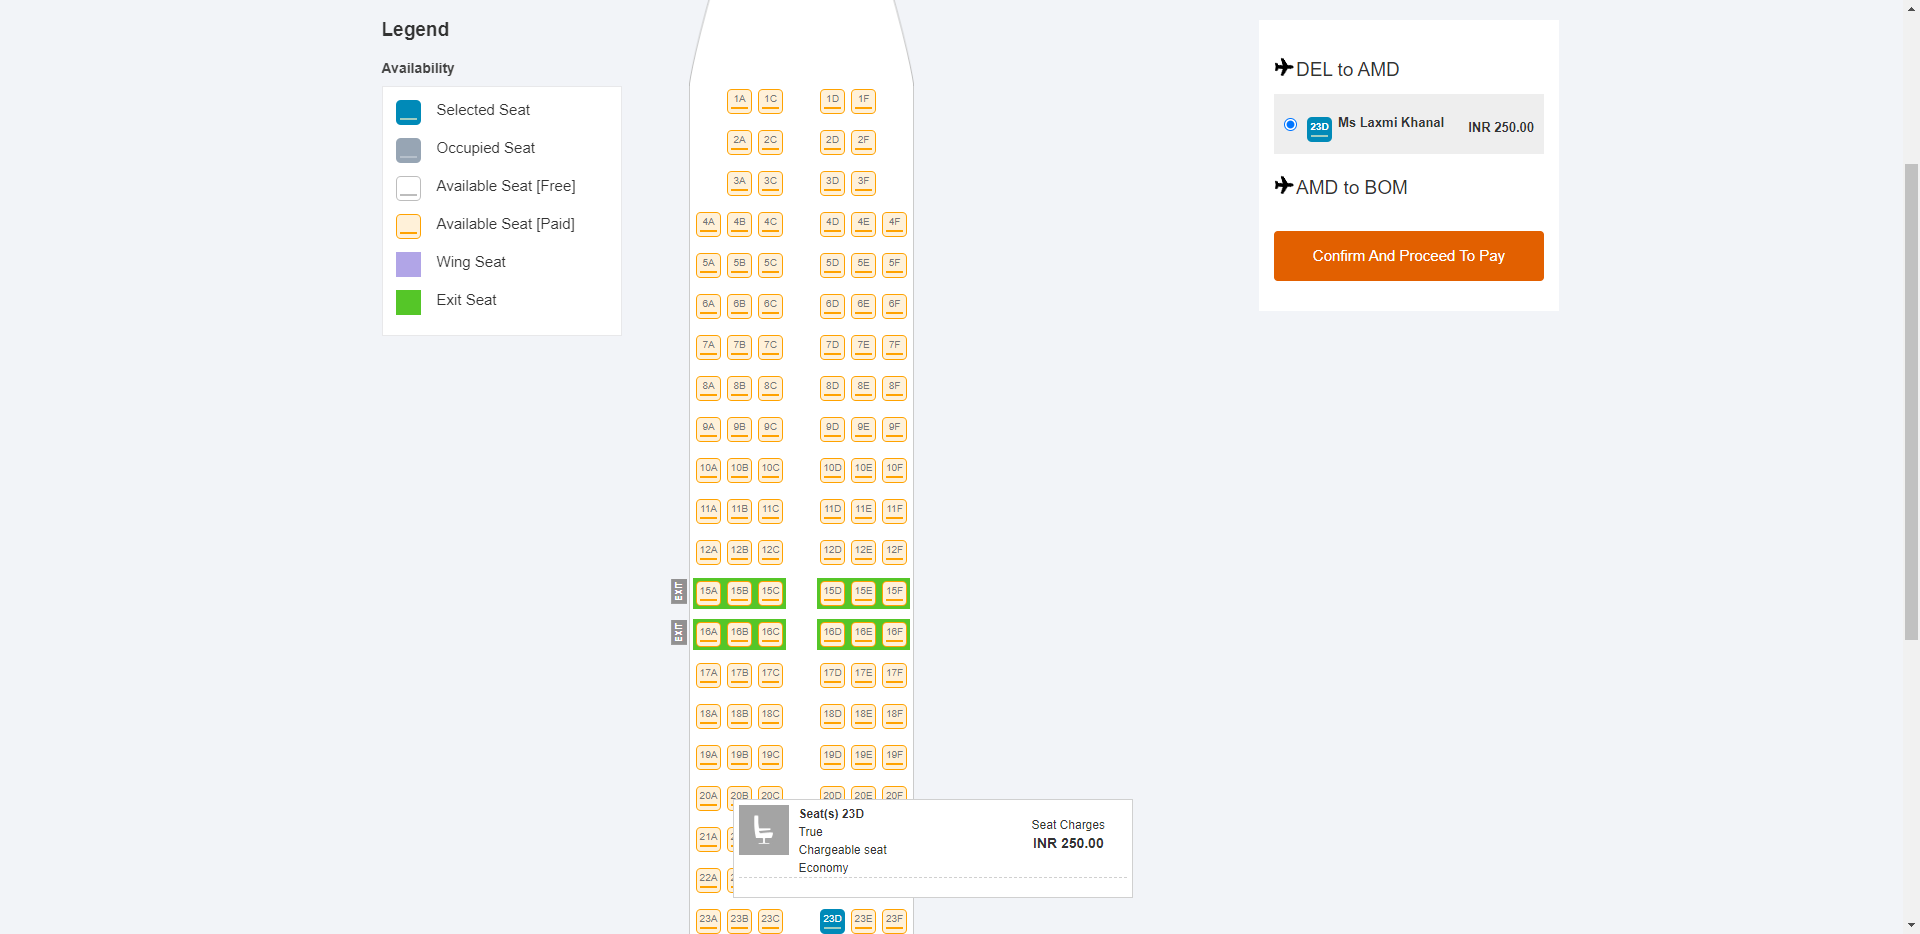 Legend
Availability
Selected Seat
Occupied Seat
Available Seat [Free]
Available Seat [Paid]
Wing Seat
Exit Seat
1A 1C 1D 1F
2A 2C 2D 2F
3A 3C 3D 3F
4A 4B 4C 4D 4E 4F
5A 5B 5C 5D 5E 5F
6A 6B 6C 6D 6E 6F
7A 7B 7C 7D 7E 7F
8A 8B 8C 8D 8E 8F
9A 9B 9C 9D 9E 9F
10A 10B 10C 10D 10E 10F
11A 11B 11C 11D 11E 11F
12A 12B 12C 12D 12E 12F
EXIT 15A 15B 15C 15D 15E 15F
EXIT 16A 16B 16C 16D 16E 16F
17A 17B 17C 17D 17E 17F
18A 18B 18C 18D 18E 18F
19A 19B 19C 19D 19E 19F
20A 20B 20C 20D 20E 20F
21A
22A
23A 23B 23C 23D 23E 23F
Seat(s) 23D
True
Chargeable seat
Economy
Seat Charges
INR 250.00
DEL to AMD
23D Ms Laxmi Khanal INR 250.00
AMD to BOM
Confirm And Proceed To Pay